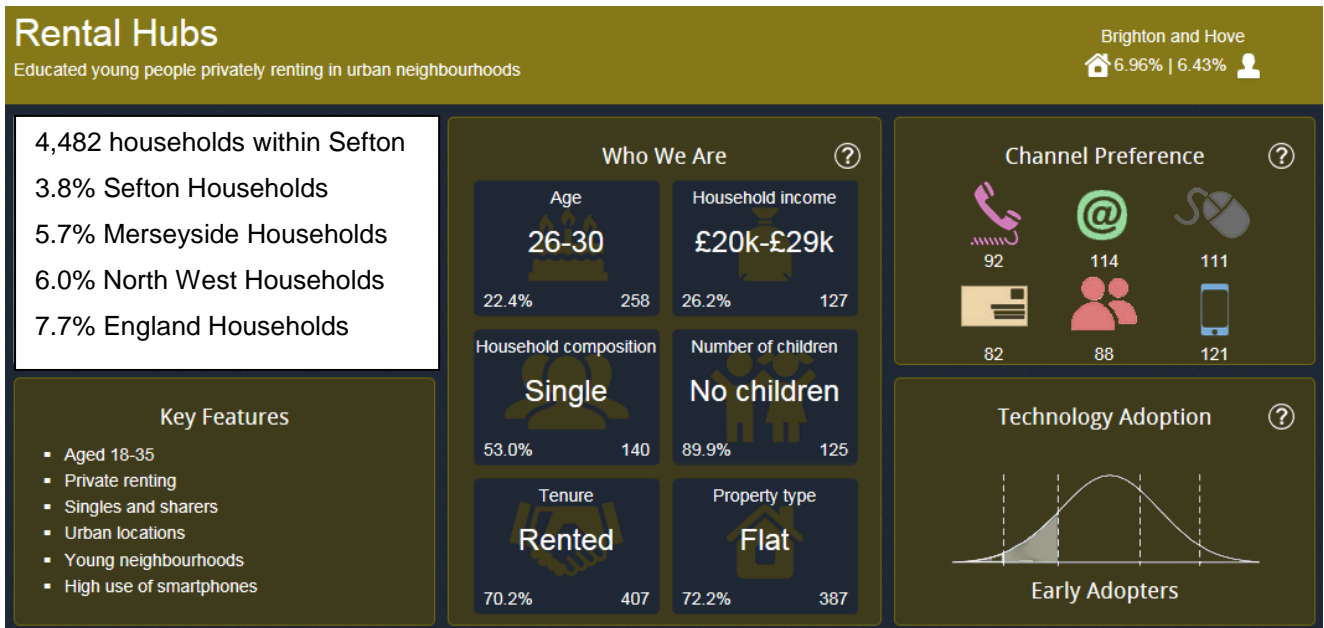 Rental Hubs
Educated young people privately renting in urban neighbourhoods
Brighton and Hove
6.96% | 6.43%
4,482 households within Sefton
3.8% Sefton Households
5.7% Merseyside Households
6.0% North West Households
7.7% England Households
Key Features
▪ Aged 18-35
▪ Private renting
▪ Singles and sharers
▪ Urban locations
▪ Young neighbourhoods
▪ High use of smartphones
Who We Are ?
Age
26-30
22.4% 258
Household income
£20k-£29k
26.2% 127
Household composition
Single
53.0% 140
Number of children
No children
89.9% 125
Tenure
Rented
70.2% 407
Property type
Flat
72.2% 387
Channel Preference ?
@
92 114 111
82 88 121
Technology Adoption ?
Early Adopters